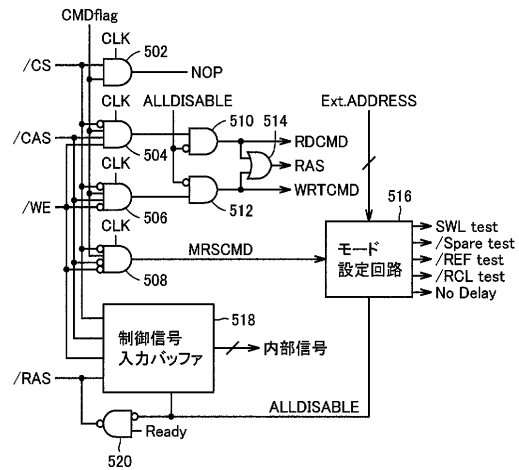 CMDflag
CLK
502
/CS
NOP
CLK
ALLDISABLE
510
514
Ext.ADDRESS
/CAS
504
RDCMD
RAS
CLK
WRTCMD
/WE
506
512
516
CLK
SWL test
/Spare test
MRSCMD
モード
設定回路
/REF test
/RCL test
508
No Delay
518
制御信号
入力バッファ
内部信号
/RAS
ALLDISABLE
Ready
520